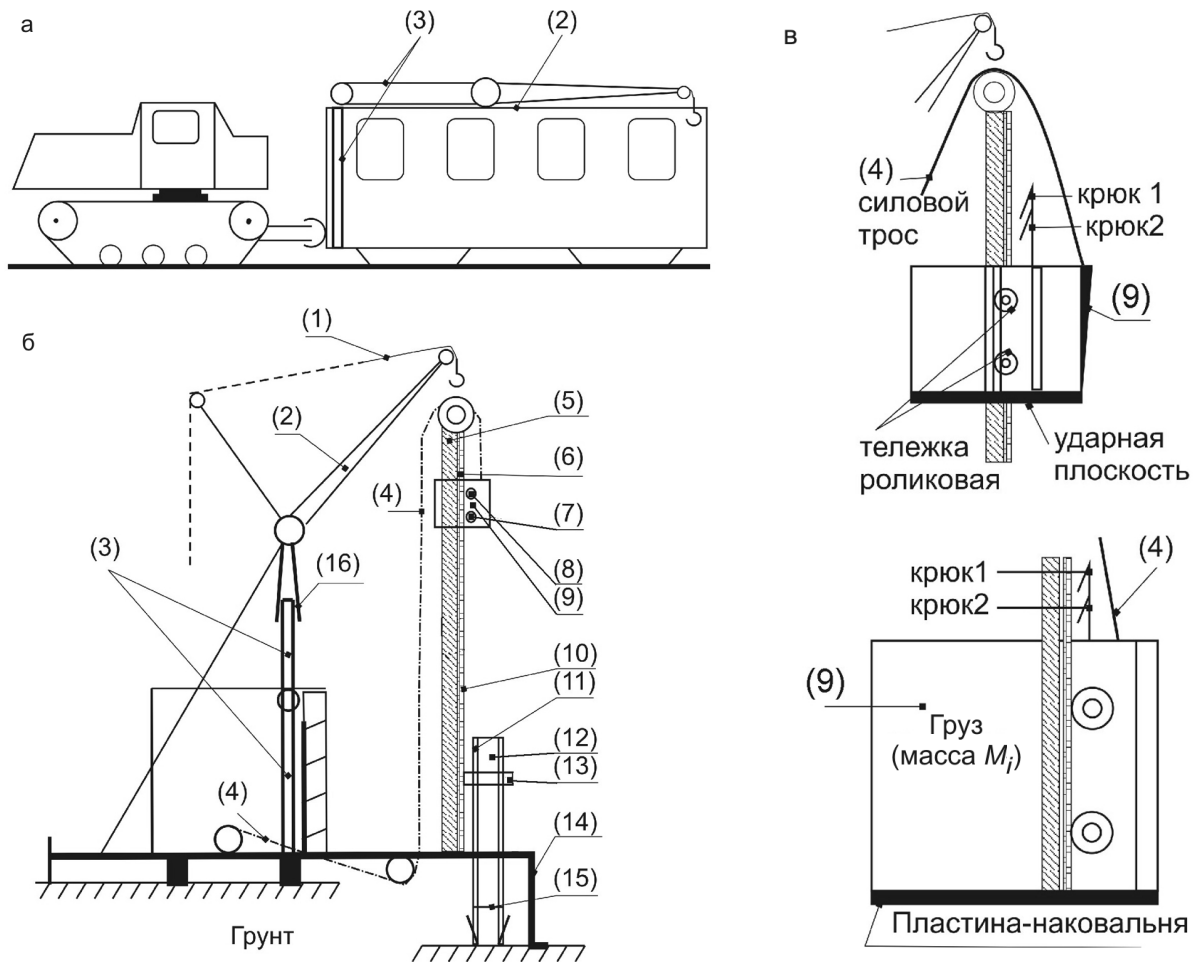 а
(3)
(2)
б
(1)
(2)
(3)
(16)
(4)
(4)
(5)
(6)
(7)
(8)
(9)
(10)
(11)
(12)
(13)
(14)
(15)
Грунт
в
(4)
силовой
трос
крюк 1
крюк2
(9)
тележка
роликовая
ударная
плоскость
крюк1
крюк2
(4)
(9)
Груз
(масса Mi)
Пластина-наковальня